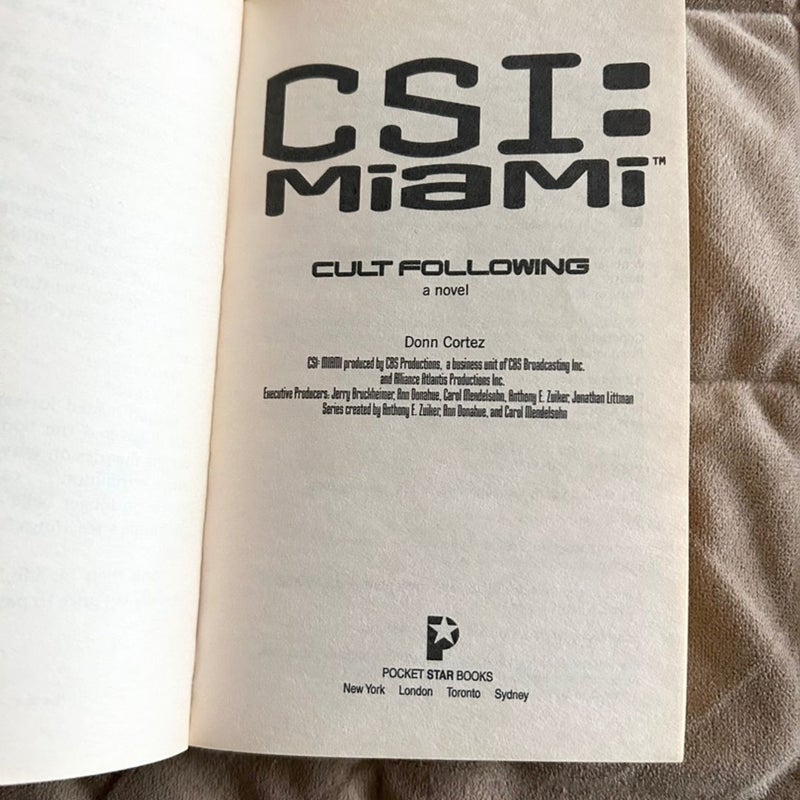 CSI:
MiaMi™
CULT FOLLOWING
a novel
Donn Cortez
CSI: MIAMI produced by CBS Productions, a business unit of CBS Broadcasting Inc.
and Alliance Atlantis Productions Inc.
Executive Producers: Jerry Bruckheimer, Ann Donahue, Carol Mendelsohn, Anthony E. Zuiker, Jonathan Littman
Series created by Anthony E. Zuiker, Ann Donahue, and Carol Mendelsohn
P
POCKET STAR BOOKS
New York London Toronto Sydney